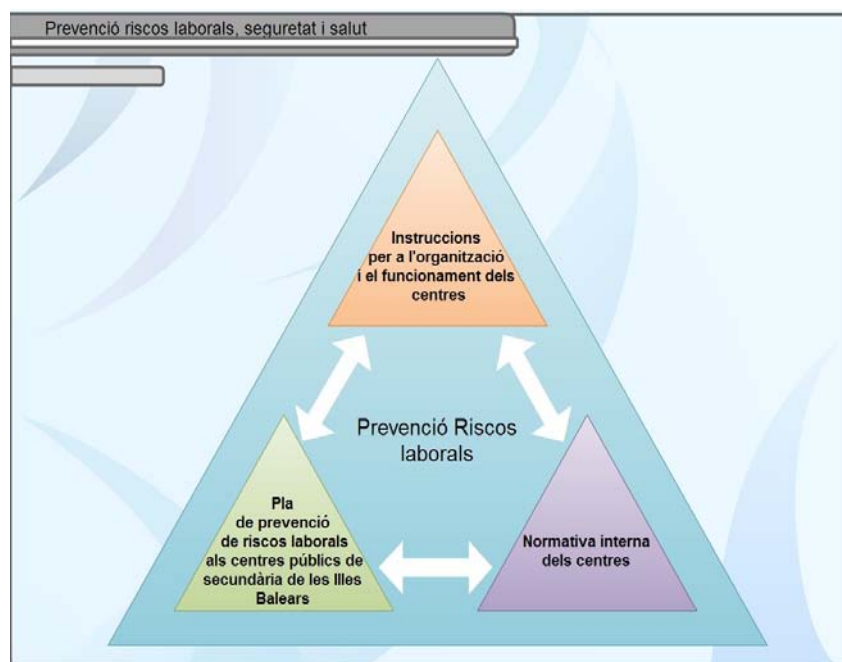 Prevenció riscos laborals, seguretat i salut
Instruccions
per a l'organització
i el funcionament dels
centres
Prevenció Riscos
laborals
Pla
de prevenció
de riscos laborals
als centres públics de
secundària de les Illes
Balears
Normativa interna
dels centres